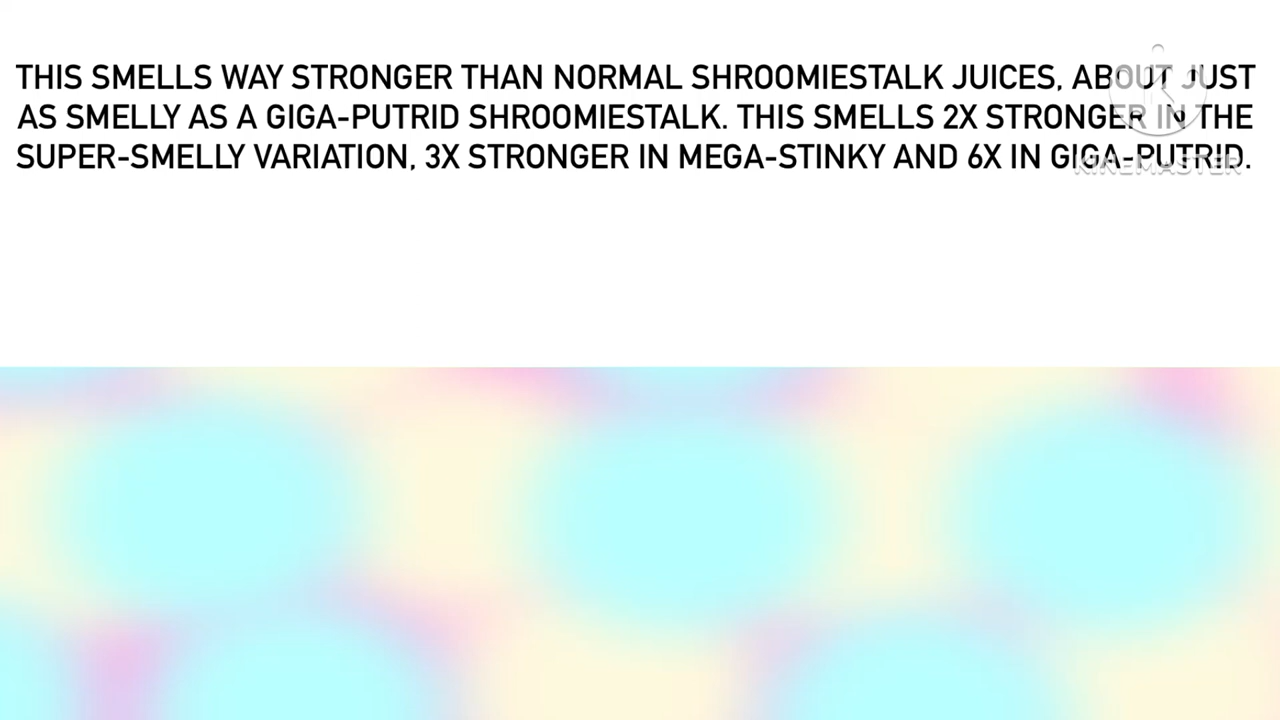 THIS SMELLS WAY STRONGER THAN NORMAL SHROOMIESTALK JUICES, ABOUT JUST
AS SMELLY AS A GIGA-PUTRID SHROOMIESTALK. THIS SMELLS 2X STRONGER IN THE
SUPER-SMELLY VARIATION, 3X STRONGER IN MEGA-STINKY AND 6X IN GIGA-PUTRID.
KINEMASTER